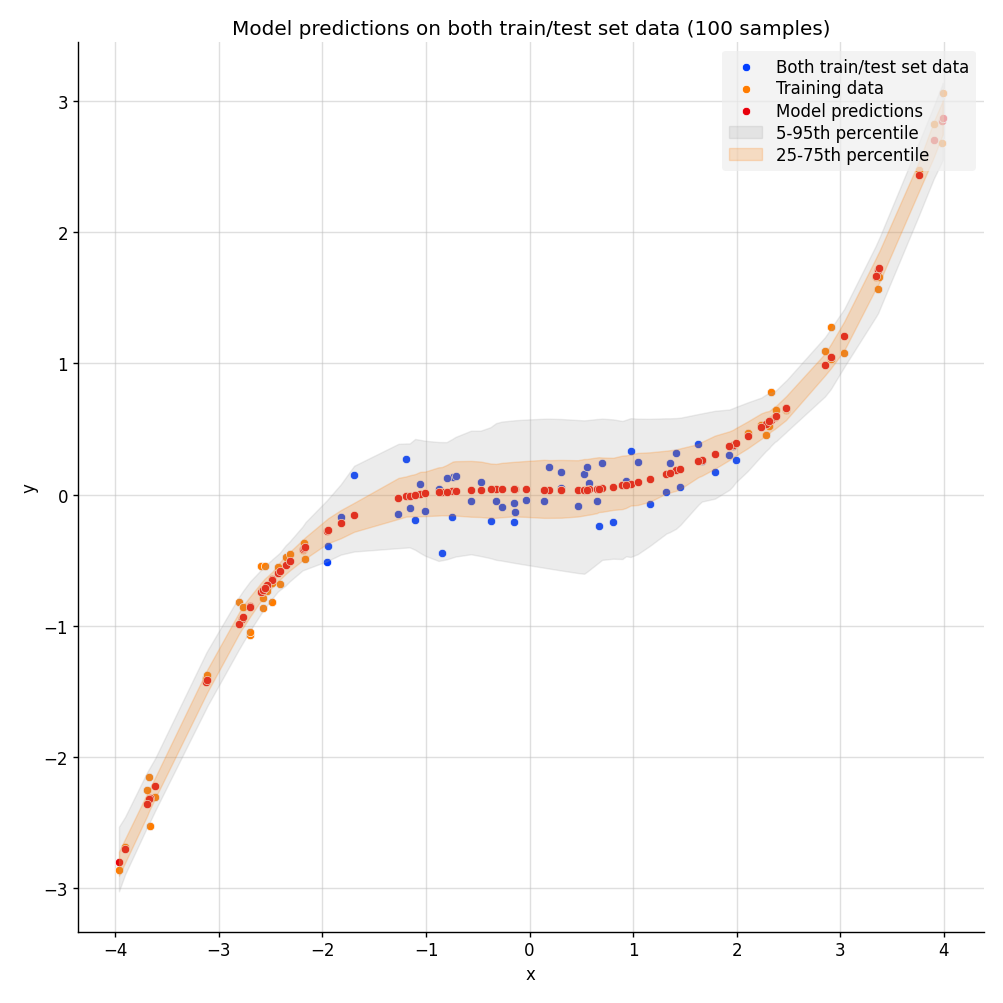 Model predictions on both train/test set data (100 samples)
Both train/test set data
Training data
Model predictions
5-95th percentile
25-75th percentile
3
2
1
0
−1
−2
−3
y
−4 −3 −2 −1 0 1 2 3 4
x